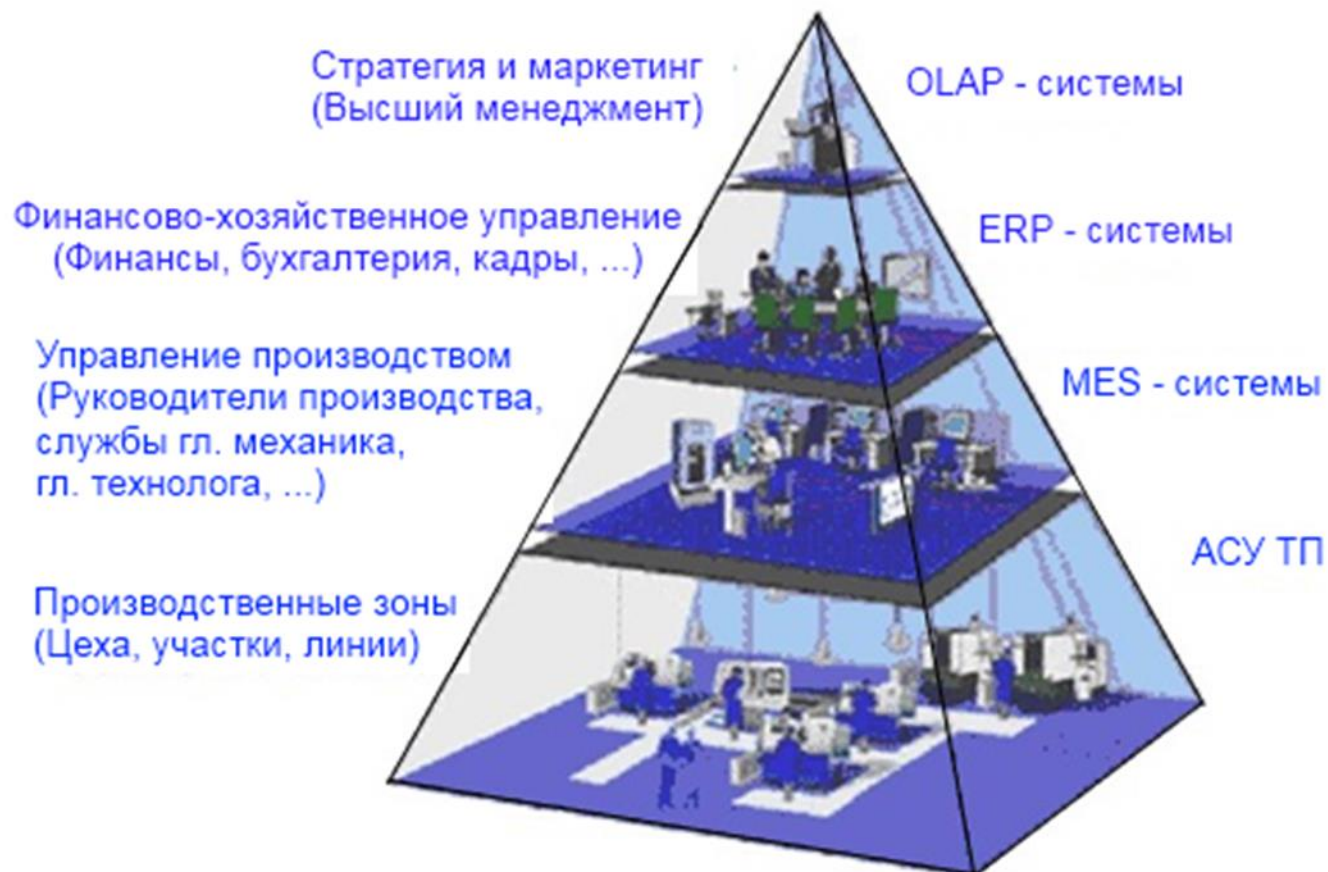 Стратегия и маркетинг
(Высший менеджмент)
OLAP - системы
Финансово-хозяйственное управление
(Финансы, бухгалтерия, кадры, ...)
ERP - системы
Управление производством
(Руководители производства,
службы гл. механика,
гл. технолога, ...)
MES - системы
Производственные зоны
(Цеха, участки, линии)
АСУ ТП